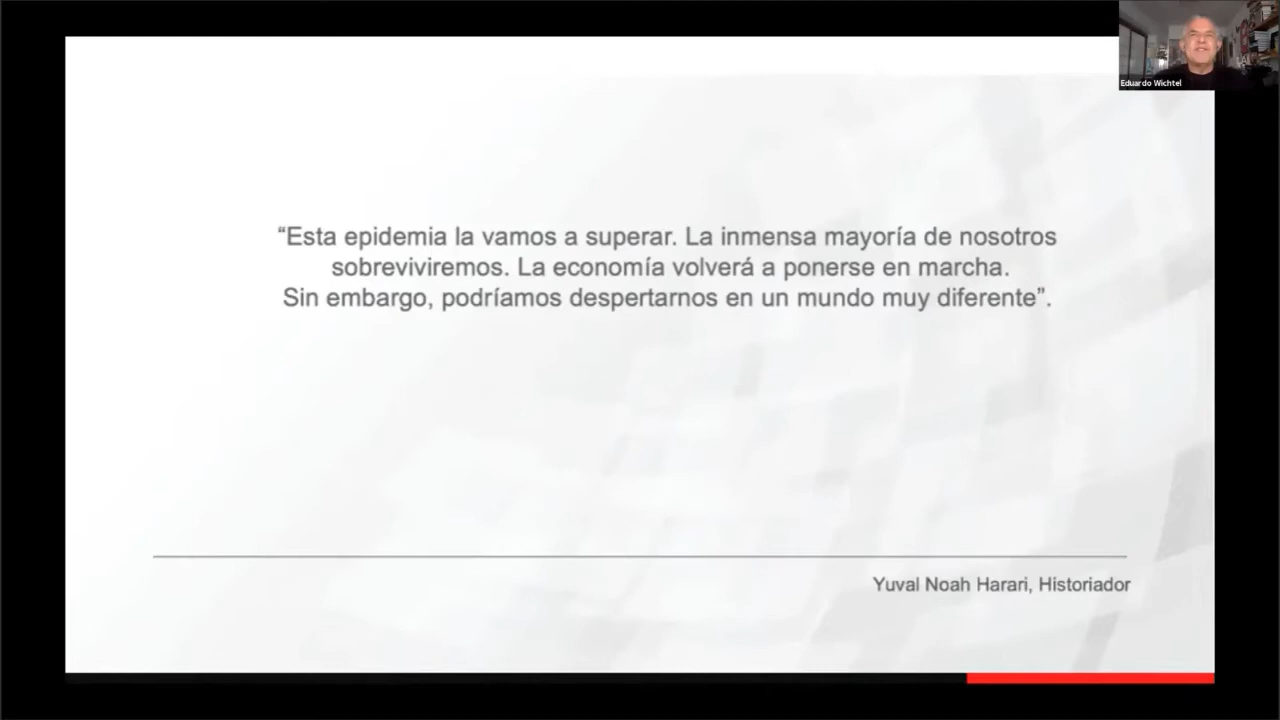 Eduardo Wichtel
“Esta epidemia la vamos a superar. La inmensa mayoría de nosotros
sobreviviremos. La economía volverá a ponerse en marcha.
Sin embargo, podríamos despertarnos en un mundo muy diferente”.
Yuval Noah Harari, Historiador